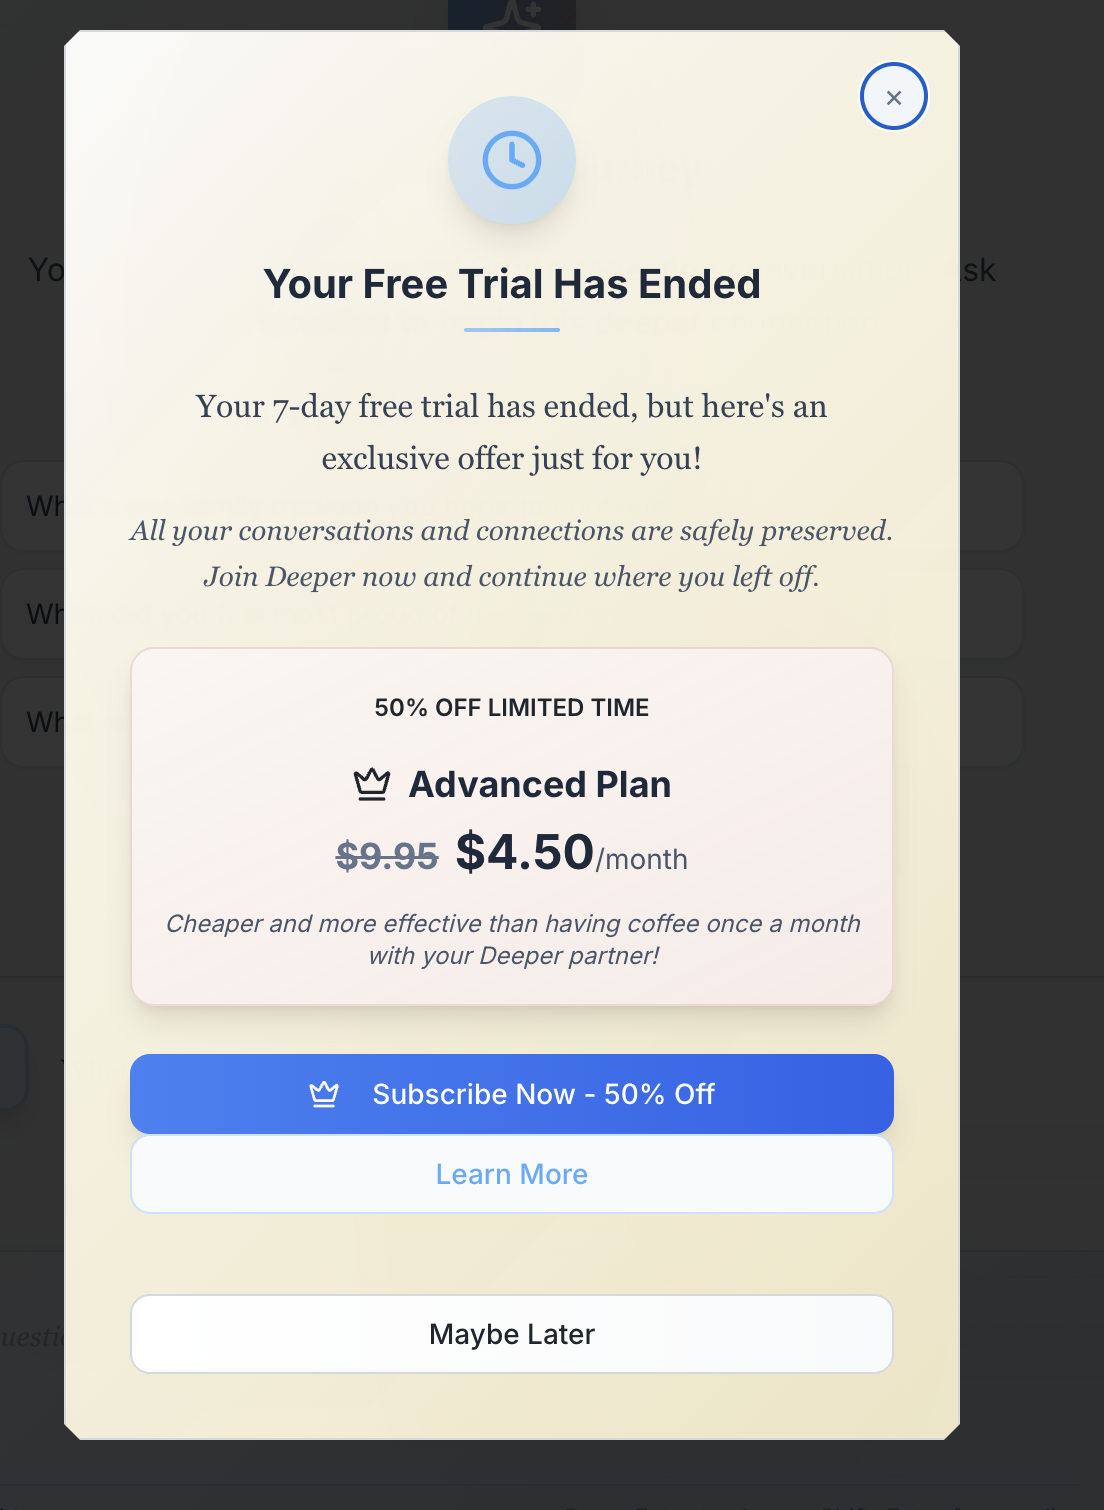 ×
Your Free Trial Has Ended
Yo
sk
Your 7-day free trial has ended, but here's an
exclusive offer just for you!
Wh
All your conversations and connections are safely preserved.
Join Deeper now and continue where you left off.
Wh
50% OFF LIMITED TIME
Wh
Advanced Plan
$9.95 $4.50/month
Cheaper and more effective than having coffee once a month
with your Deeper partner!
Subscribe Now - 50% Off
Learn More
Maybe Later
uesti